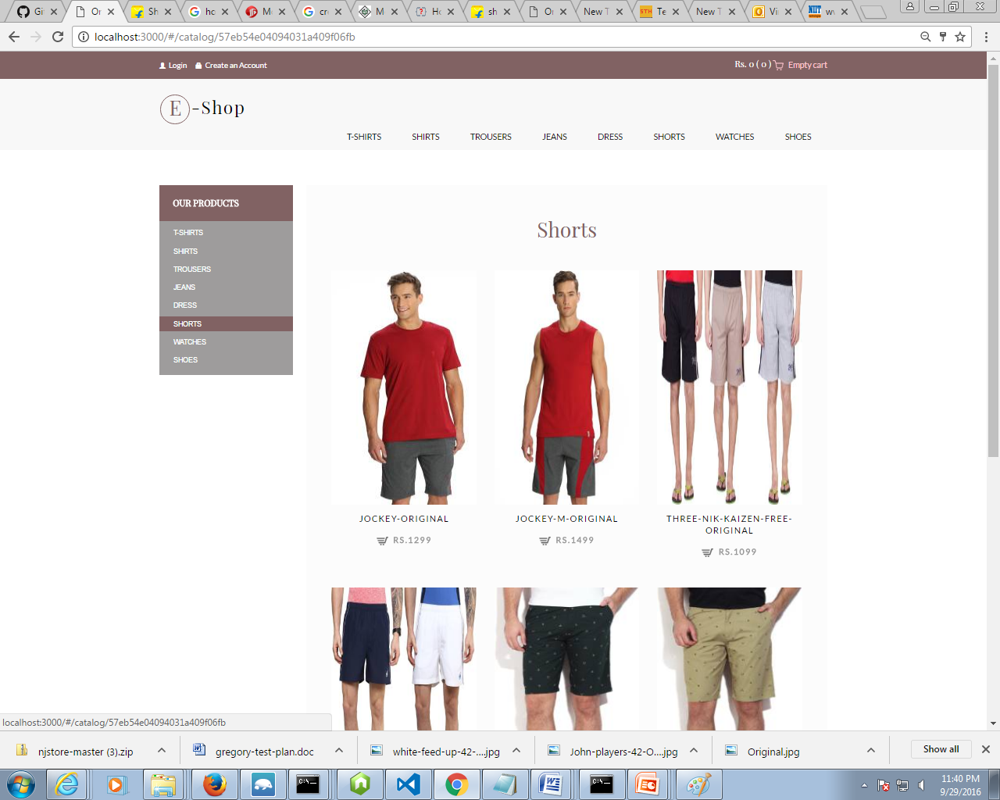 Gi
Or
Sh
hc
M
cr
M
Ho
sh
Or
New T
STH Te
New T
Vi
NIIT wv
localhost:3000/#/catalog/57eb54e04094031a409f06fb
Login Create an Account Rs. 0 ( 0 ) Empty cart
E -Shop
T-SHIRTS SHIRTS TROUSERS JEANS DRESS SHORTS WATCHES SHOES
OUR PRODUCTS
T-SHIRTS
SHIRTS
TROUSERS
JEANS
DRESS
SHORTS
WATCHES
SHOES
Shorts
JOCKEY-ORIGINAL
RS.1299
JOCKEY-M-ORIGINAL
RS.1499
THREE-NIK-KAIZEN-FREE-
ORIGINAL
RS.1099
localhost:3000/#/catalog/57eb54e04094031a409f06fb
njstore-master (3).zip gregory-test-plan.doc white-feed-up-42-....jpg John-players-42-O....jpg Original.jpg Show all
11:40 PM
9/29/2016